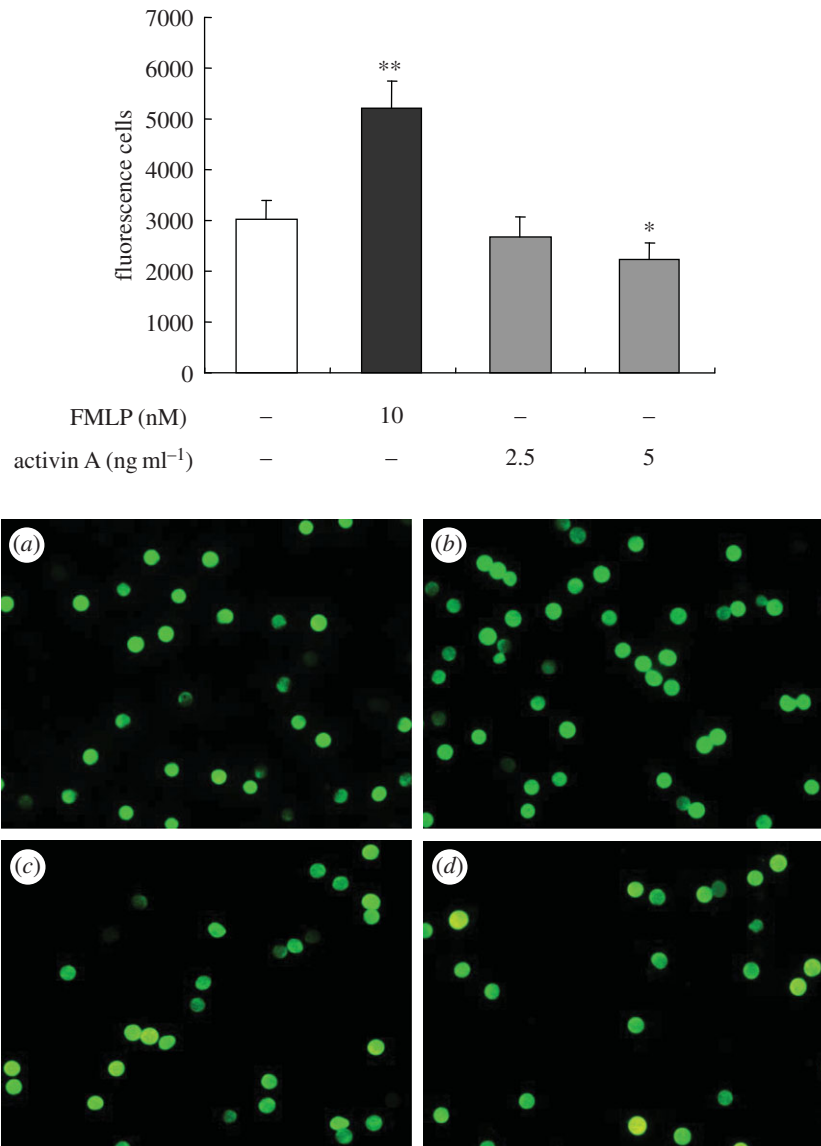 7000
6000
5000
4000
3000
2000
1000
0
fluorescence cells
**
*
FMLP (nM) – 10 – –
activin A (ng ml⁻¹) – – 2.5 5
(a)
(b)
(c)
(d)